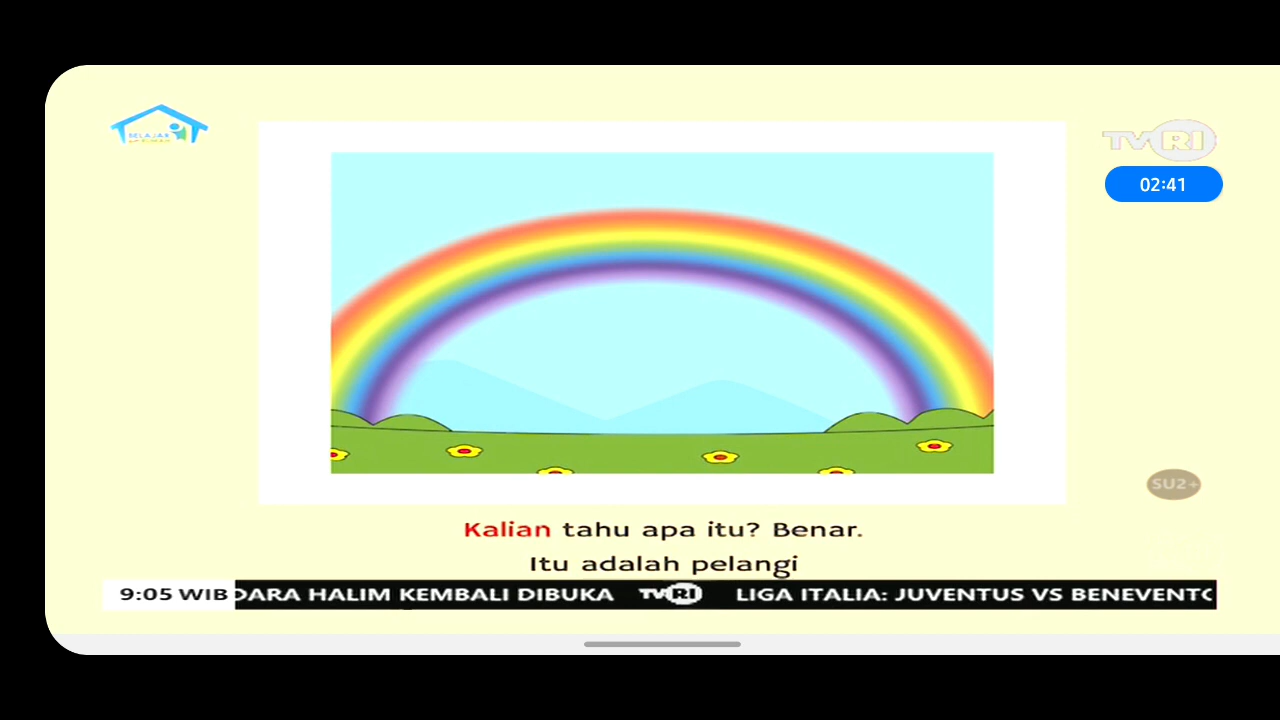 BELAJAR
TVRI
02:41
SU2+
Kalian tahu apa itu? Benar.
Itu adalah pelangi
9:05 WIB DARA HALIM KEMBALI DIBUKA TVRI LIGA ITALIA: JUVENTUS VS BENEVENTO